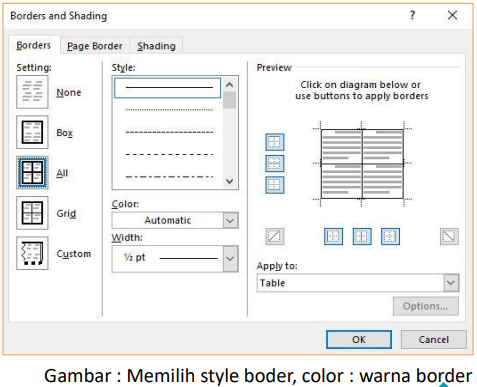 Borders and Shading
? ×
Borders Page Border Shading
Setting:
None
Box
All
Grid
Custom
Style:
Color:
Automatic
Width:
½ pt
Preview
Click on diagram below or
use buttons to apply borders
Apply to:
Table
Options...
OK Cancel
Gambar : Memilih style boder, color : warna border